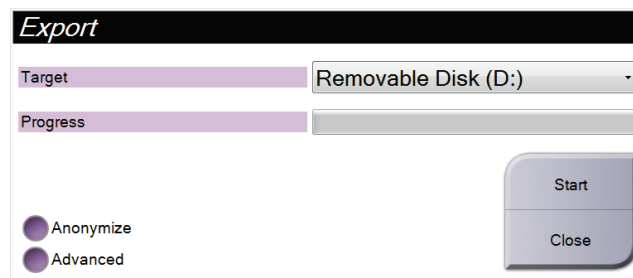 Export
Target
Removable Disk (D:)
Progress
Start
Close
Anonymize
Advanced